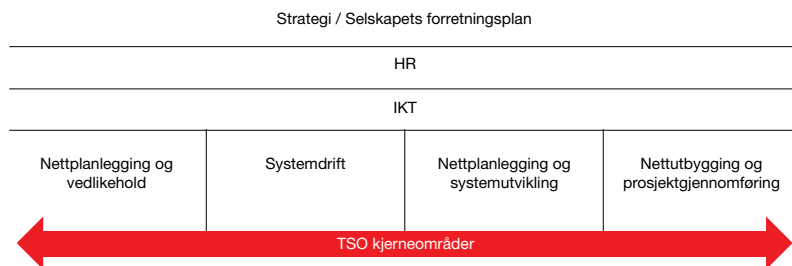 Strategi / Selskapets forretningsplan
HR
IKT
Nettplanlegging og
vedlikehold
Systemdrift
Nettplanlegging og
systemutvikling
Nettutbygging og
prosjektgjennomføring
TSO kjerneområder